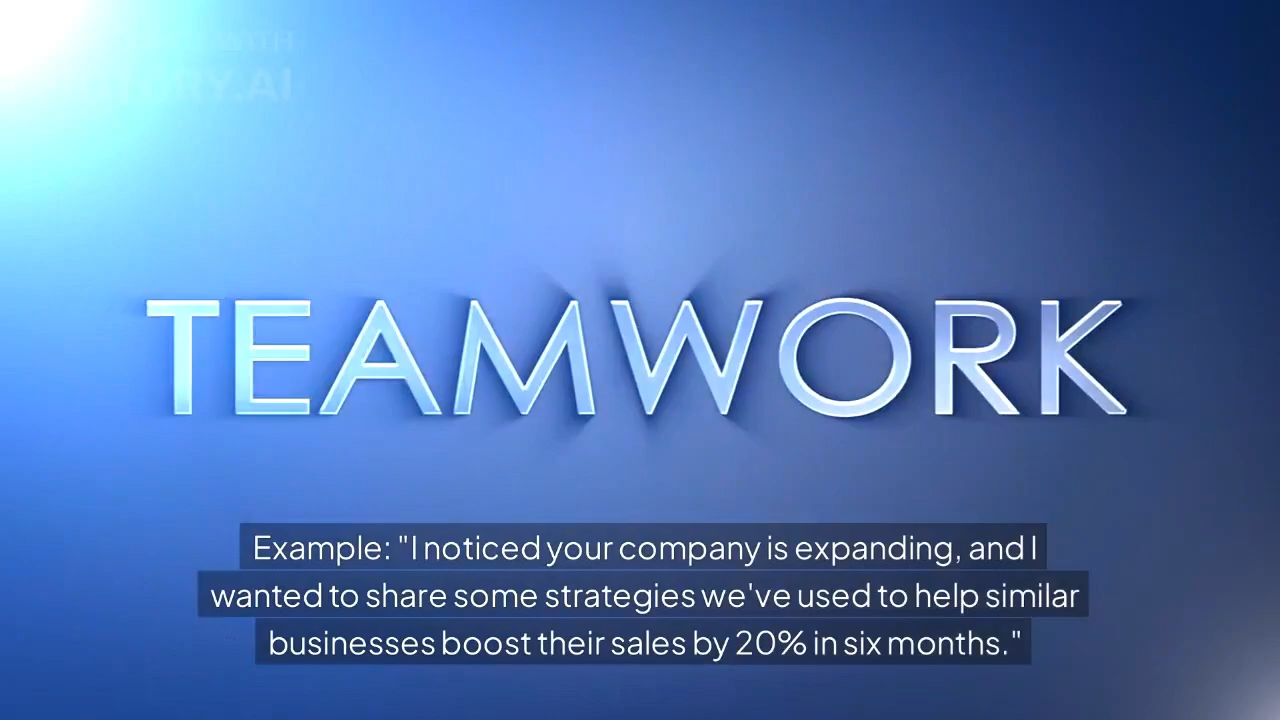 WITH
TEAMWORK
Example: "I noticed your company is expanding, and I
wanted to share some strategies we've used to help similar
businesses boost their sales by 20% in six months."